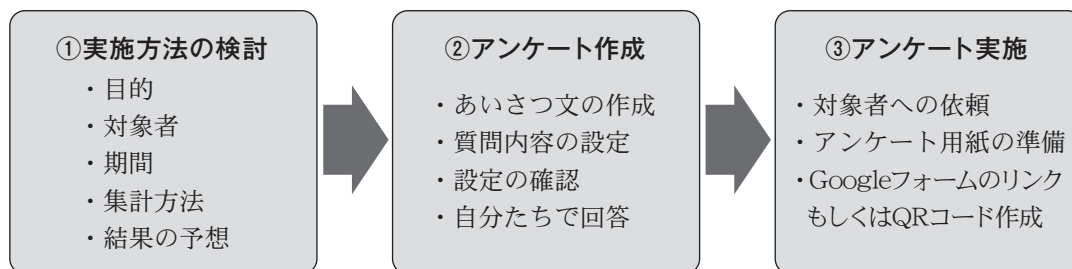 ①実施方法の検討
・目的
・対象者
・期間
・集計方法
・結果の予想
②アンケート作成
・あいさつ文の作成
・質問内容の設定
・設定の確認
・自分たちで回答
③アンケート実施
・対象者への依頼
・アンケート用紙の準備
・Googleフォームのリンク
もしくはQRコード作成